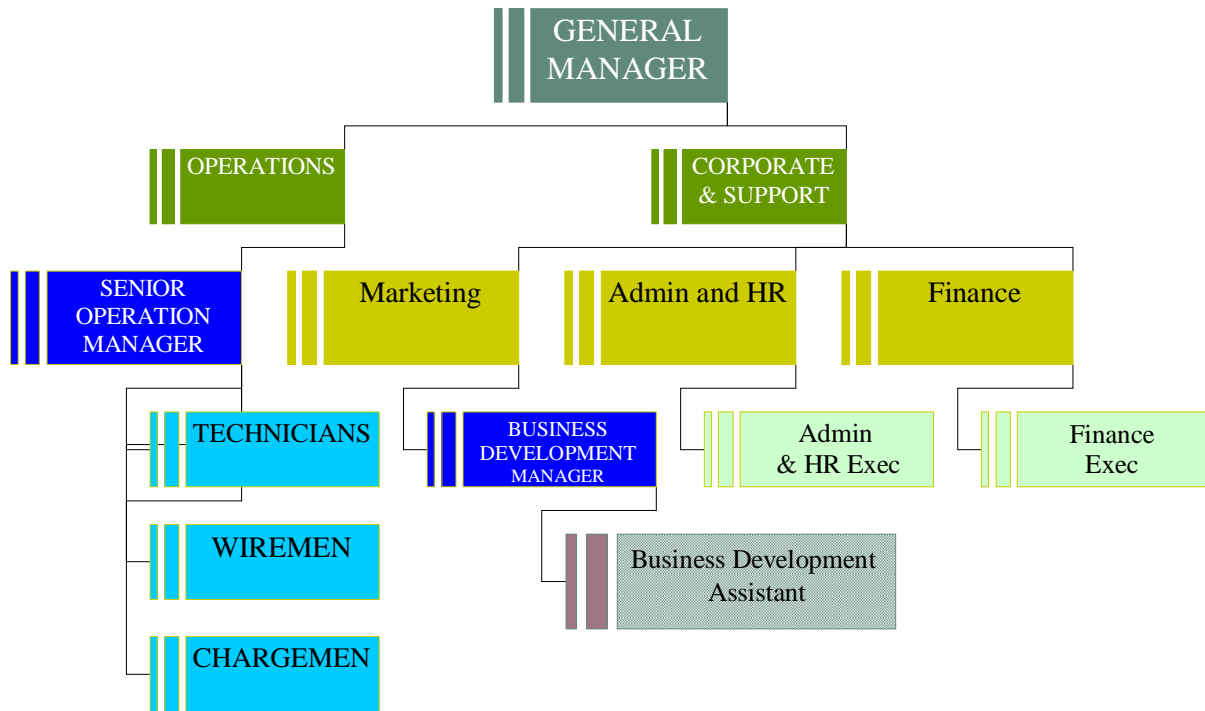 GENERAL
MANAGER
OPERATIONS
CORPORATE
& SUPPORT
SENIOR
OPERATION
MANAGER
Marketing
Admin and HR
Finance
TECHNICIANS
BUSINESS
DEVELOPMENT
MANAGER
Admin
& HR Exec
Finance
Exec
WIREMEN
Business Development
Assistant
CHARGEMEN